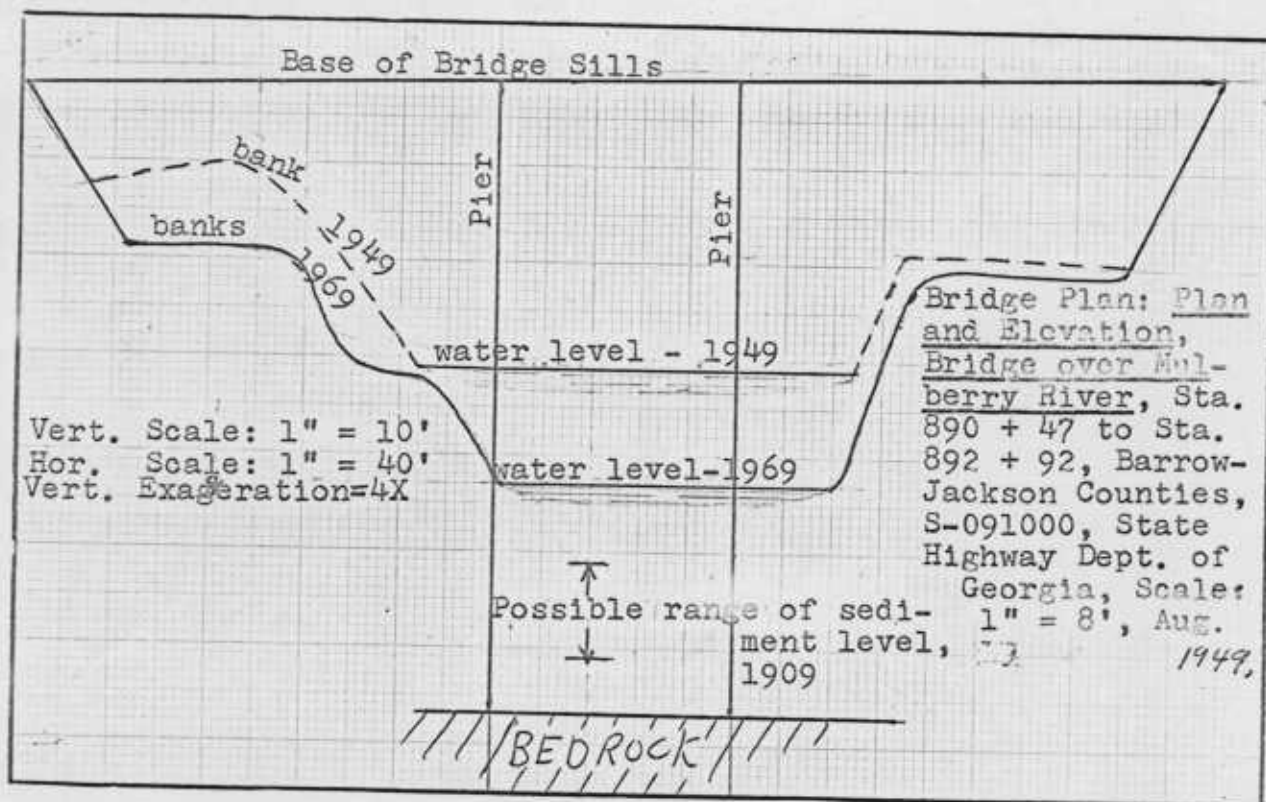 Base of Bridge Sills
bank
banks
1949
1969
Pier
Pier
water level - 1949
water level-1969
Vert. Scale: 1" = 10'
Hor. Scale: 1" = 40'
Vert. Exageration=4X
Bridge Plan: Plan
and Elevation,
Bridge over Mul-
berry River, Sta.
890 + 47 to Sta.
892 + 92, Barrow-
Jackson Counties,
S-091000, State
Highway Dept. of
Georgia, Scale:
1" = 8', Aug.
1949,
Possible range of sedi-
ment level,
1909
BEDROCK